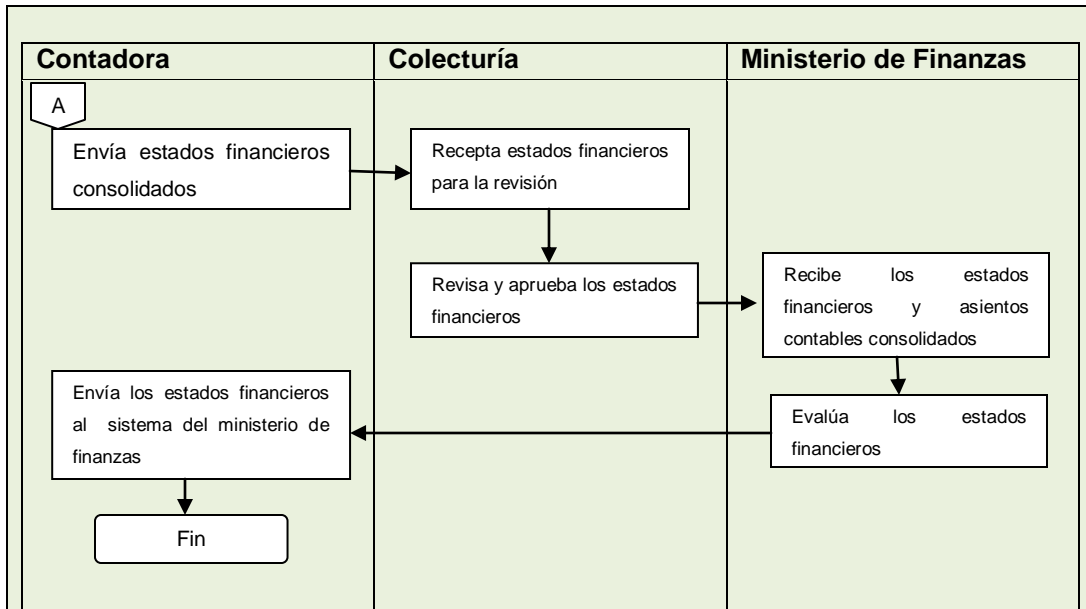 Contadora
Colecturía
Ministerio de Finanzas
A
Envía estados financieros
consolidados
Recepta estados financieros
para la revisión
Revisa y aprueba los estados
financieros
Recibe los estados
financieros y asientos
contables consolidados
Evalúa los estados
financieros
Envía los estados financieros
al sistema del ministerio de
finanzas
Fin